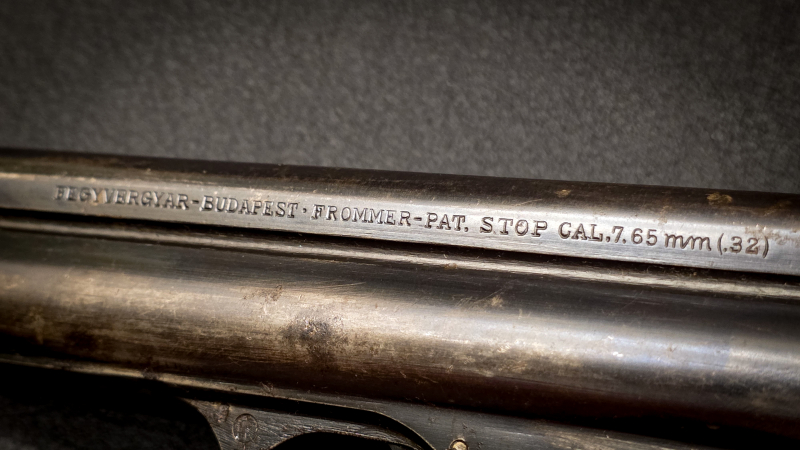 FEGYVERGYAR-BUDAPEST·FROMMER-PAT. STOP CAL.7.65 mm (.32)